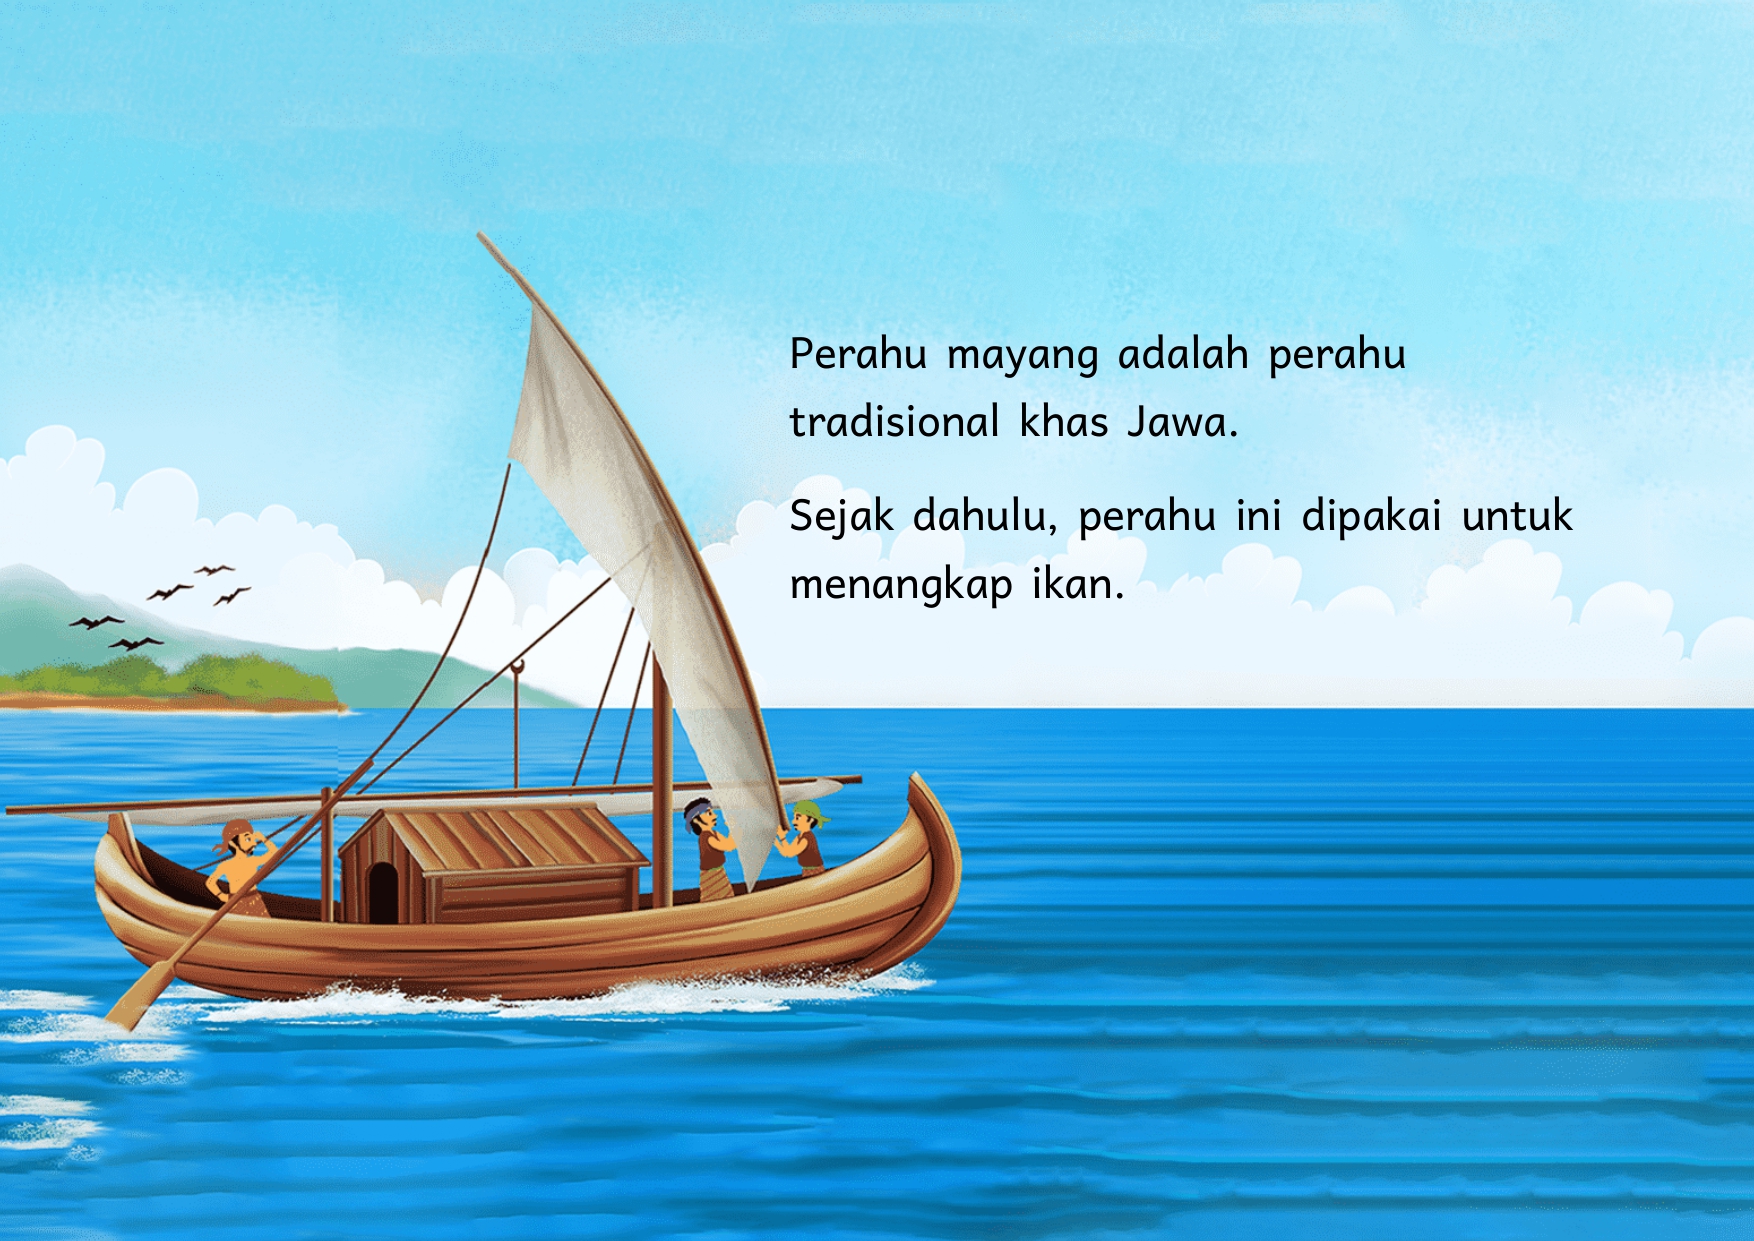 Perahu mayang adalah perahu
tradisional khas Jawa.
Sejak dahulu, perahu ini dipakai untuk
menangkap ikan.